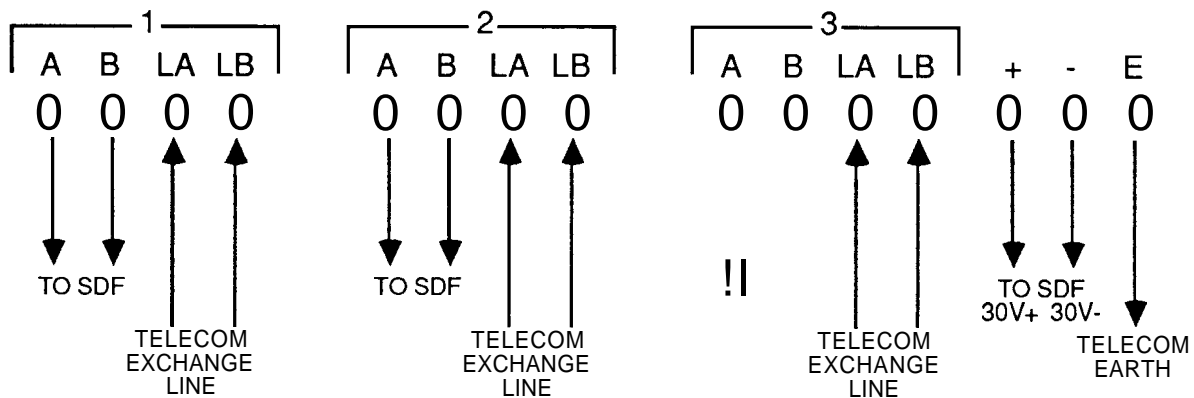 1 2 3
A B LA LB A B LA LB A B LA LB + - E
0 0 0 0 0 0 0 0 0 0 0 0 0 0 0
TO SDF TO SDF !I TO SDF
30V+ 30V-
TELECOM TELECOM TELECOM TELECOM
EXCHANGE EXCHANGE EXCHANGE EARTH
LINE LINE LINE